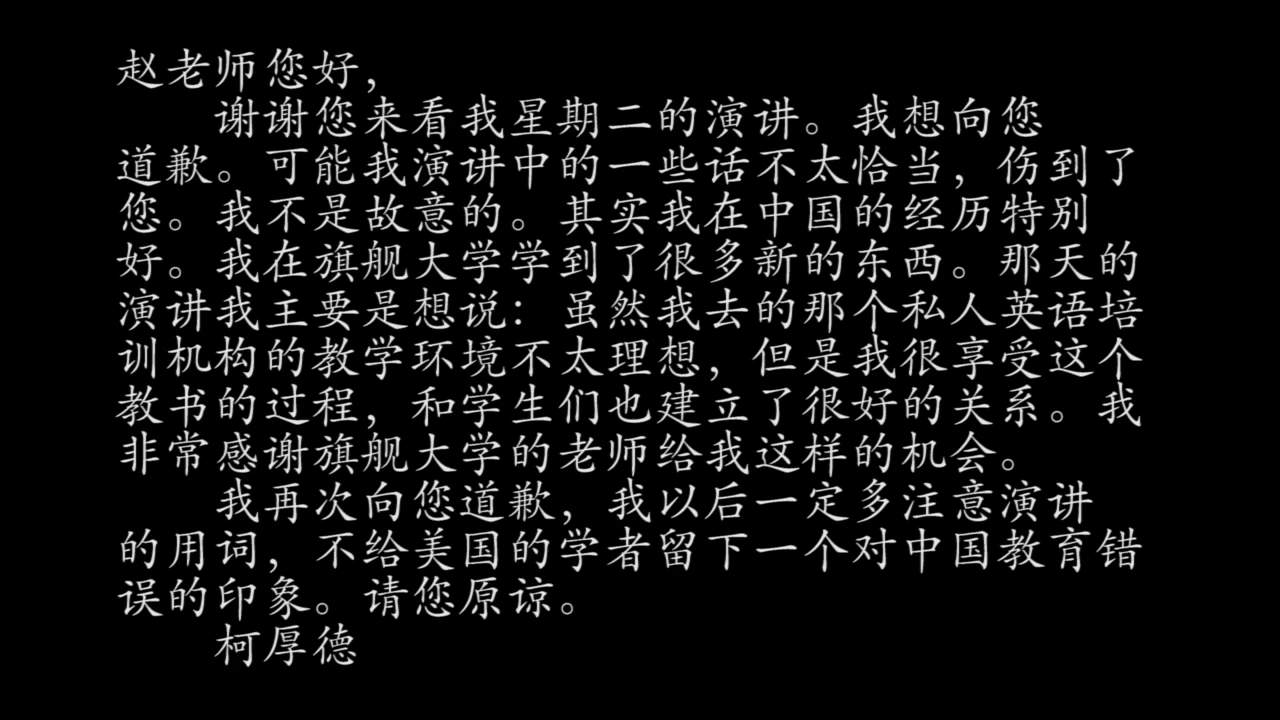 赵老师您好，
谢谢您来看我星期二的演讲。我想向您
道歉。可能我演讲中的一些话不太恰当，伤到了
您。我不是故意的。其实我在中国的经历特别
好。我在旗舰大学学到了很多新的东西。那天的
演讲我主要是想说：虽然我去的那个私人英语培
训机构的教学环境不太理想，但是我很享受这个
教书的过程，和学生们也建立了很好的关系。我
非常感谢旗舰大学的老师给我这样的机会。
我再次向您道歉，我以后一定多注意演讲
的用词，不给美国的学者留下一个对中国教育错
误的印象。请您原谅。
柯厚德